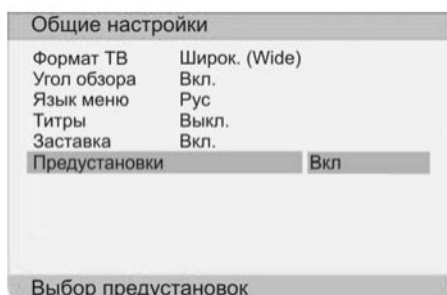 Общие настройки
Формат ТВ Широк. (Wide)
Угол обзора Вкл.
Язык меню Рус
Титры Выкл.
Заставка Вкл.
Предустановки Вкл
Выбор предустановок